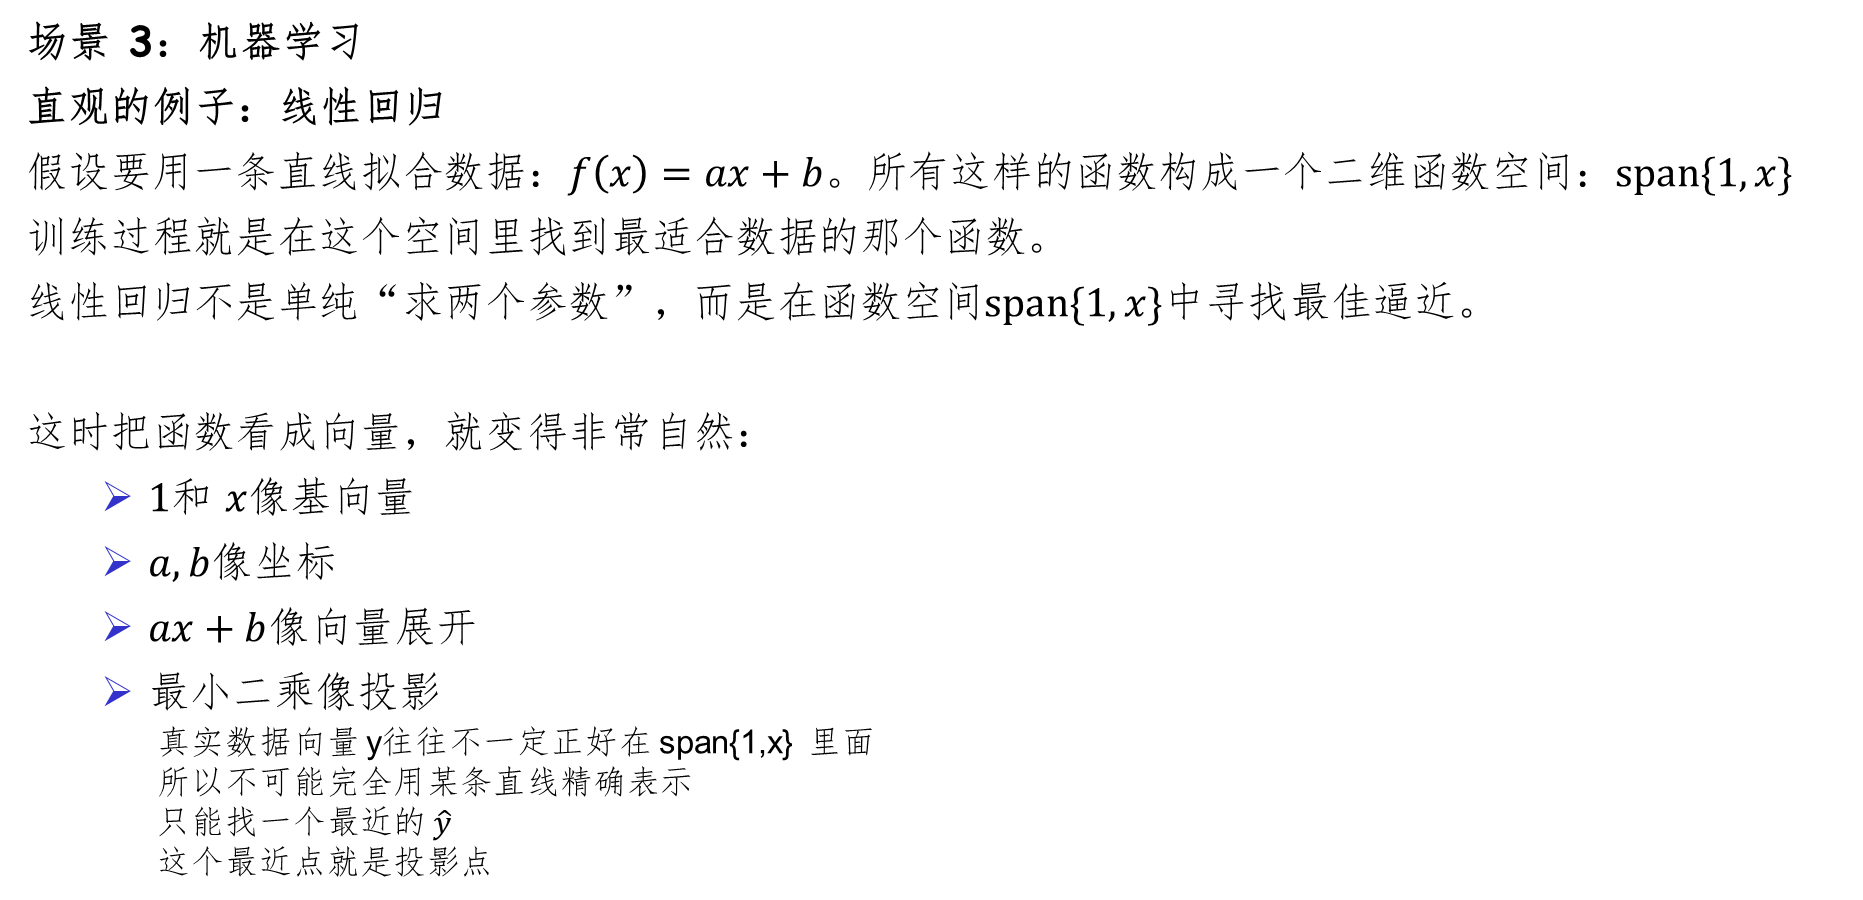 场景 3：机器学习
直观的例子：线性回归
假设要用一条直线拟合数据：f(x) = ax + b。所有这样的函数构成一个二维函数空间：span{1, x}
训练过程就是在这个空间里找到最适合数据的那个函数。
线性回归不是单纯“求两个参数”，而是在函数空间span{1, x}中寻找最佳逼近。
这时把函数看成向量，就变得非常自然：
➢ 1和 x像基向量
➢ a, b像坐标
➢ ax + b像向量展开
➢ 最小二乘像投影
真实数据向量 y往往不一定正好在 span{1,x} 里面
所以不可能完全用某条直线精确表示
只能找一个最近的 ŷ
这个最近点就是投影点